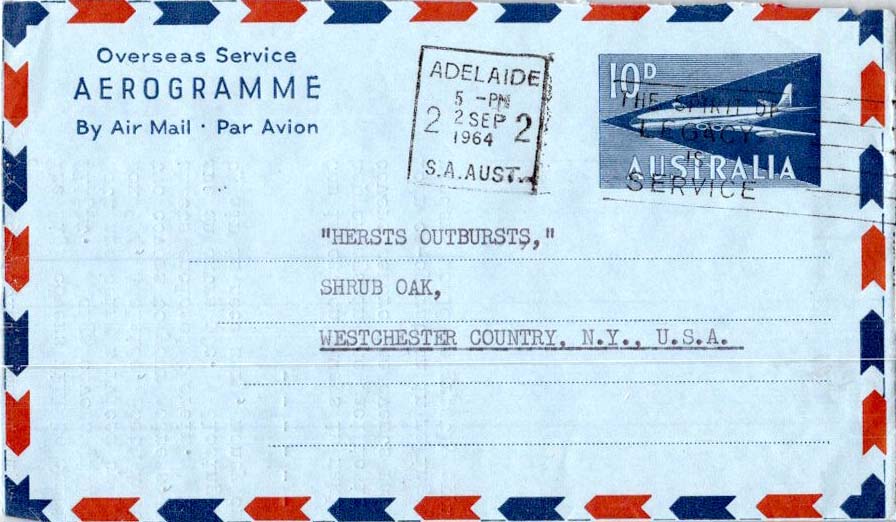 Overseas Service
AEROGRAMME
By Air Mail · Par Avion
ADELAIDE
5 -PM
2 2 SEP 2
1964
S.A.AUST.
10D
THE SPIRIT OF
LEGACY
IS
SERVICE
AUSTRALIA
"HERSTS OUTBURSTS,"
SHRUB OAK,
WESTCHESTER COUNTRY, N.Y., U.S.A.